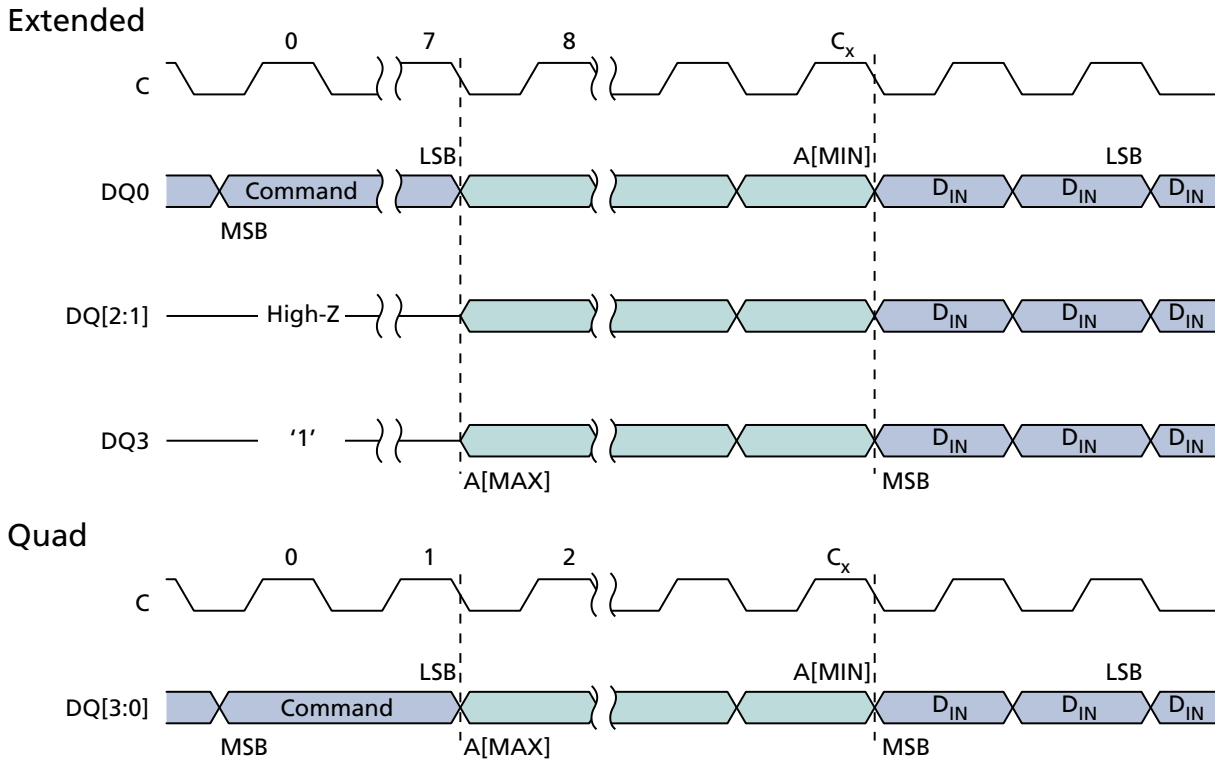 Extended
0 7 8 Cx
C
LSB A[MIN] LSB
DQ0 Command DIN DIN DIN
MSB
DQ[2:1] High-Z DIN DIN DIN
DQ3 ‘1’ DIN DIN DIN
A[MAX] MSB
Quad
0 1 2 Cx
C
LSB A[MIN] LSB
DQ[3:0] Command DIN DIN DIN
MSB A[MAX] MSB